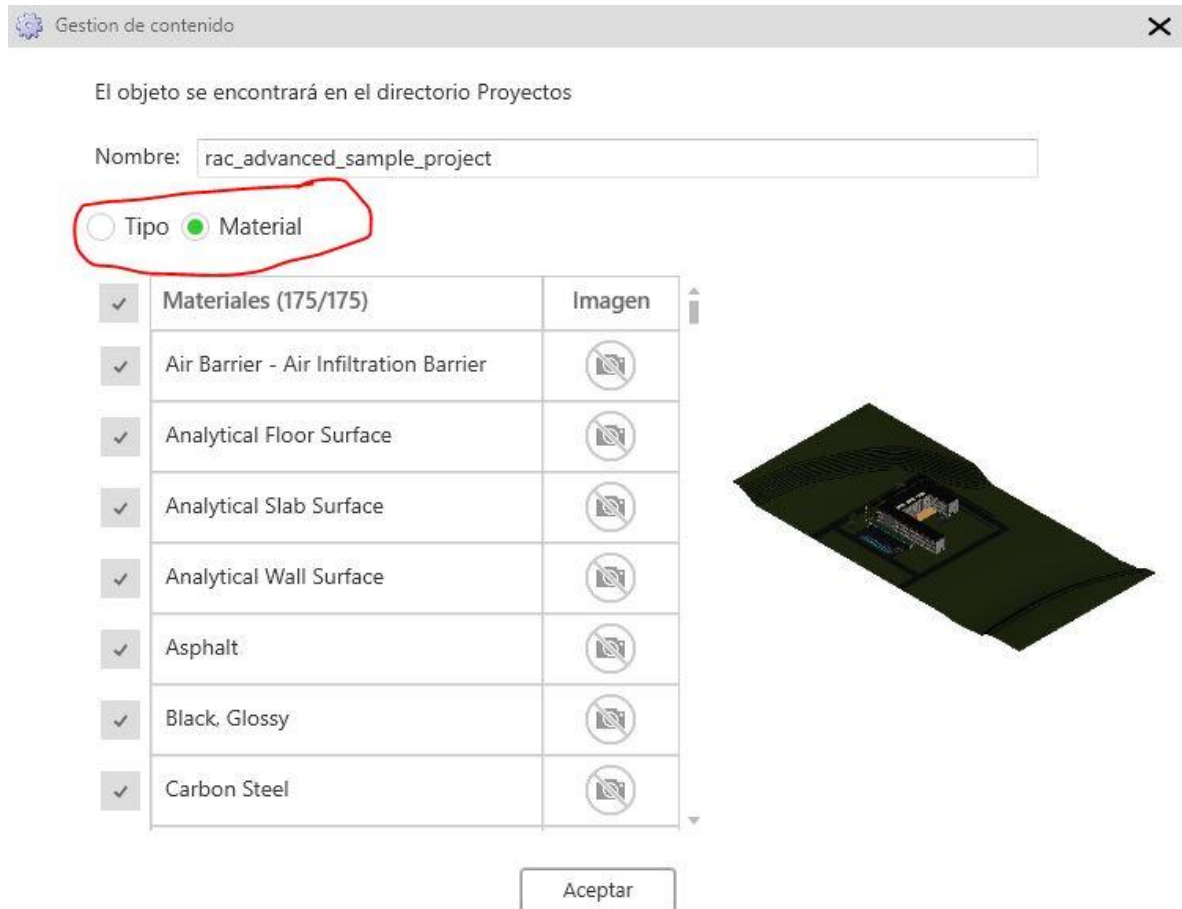 Gestion de contenido
El objeto se encontrará en el directorio Proyectos
Nombre: rac_advanced_sample_project
Tipo Material
Materiales (175/175) Imagen
Air Barrier - Air Infiltration Barrier
Analytical Floor Surface
Analytical Slab Surface
Analytical Wall Surface
Asphalt
Black, Glossy
Carbon Steel
Aceptar